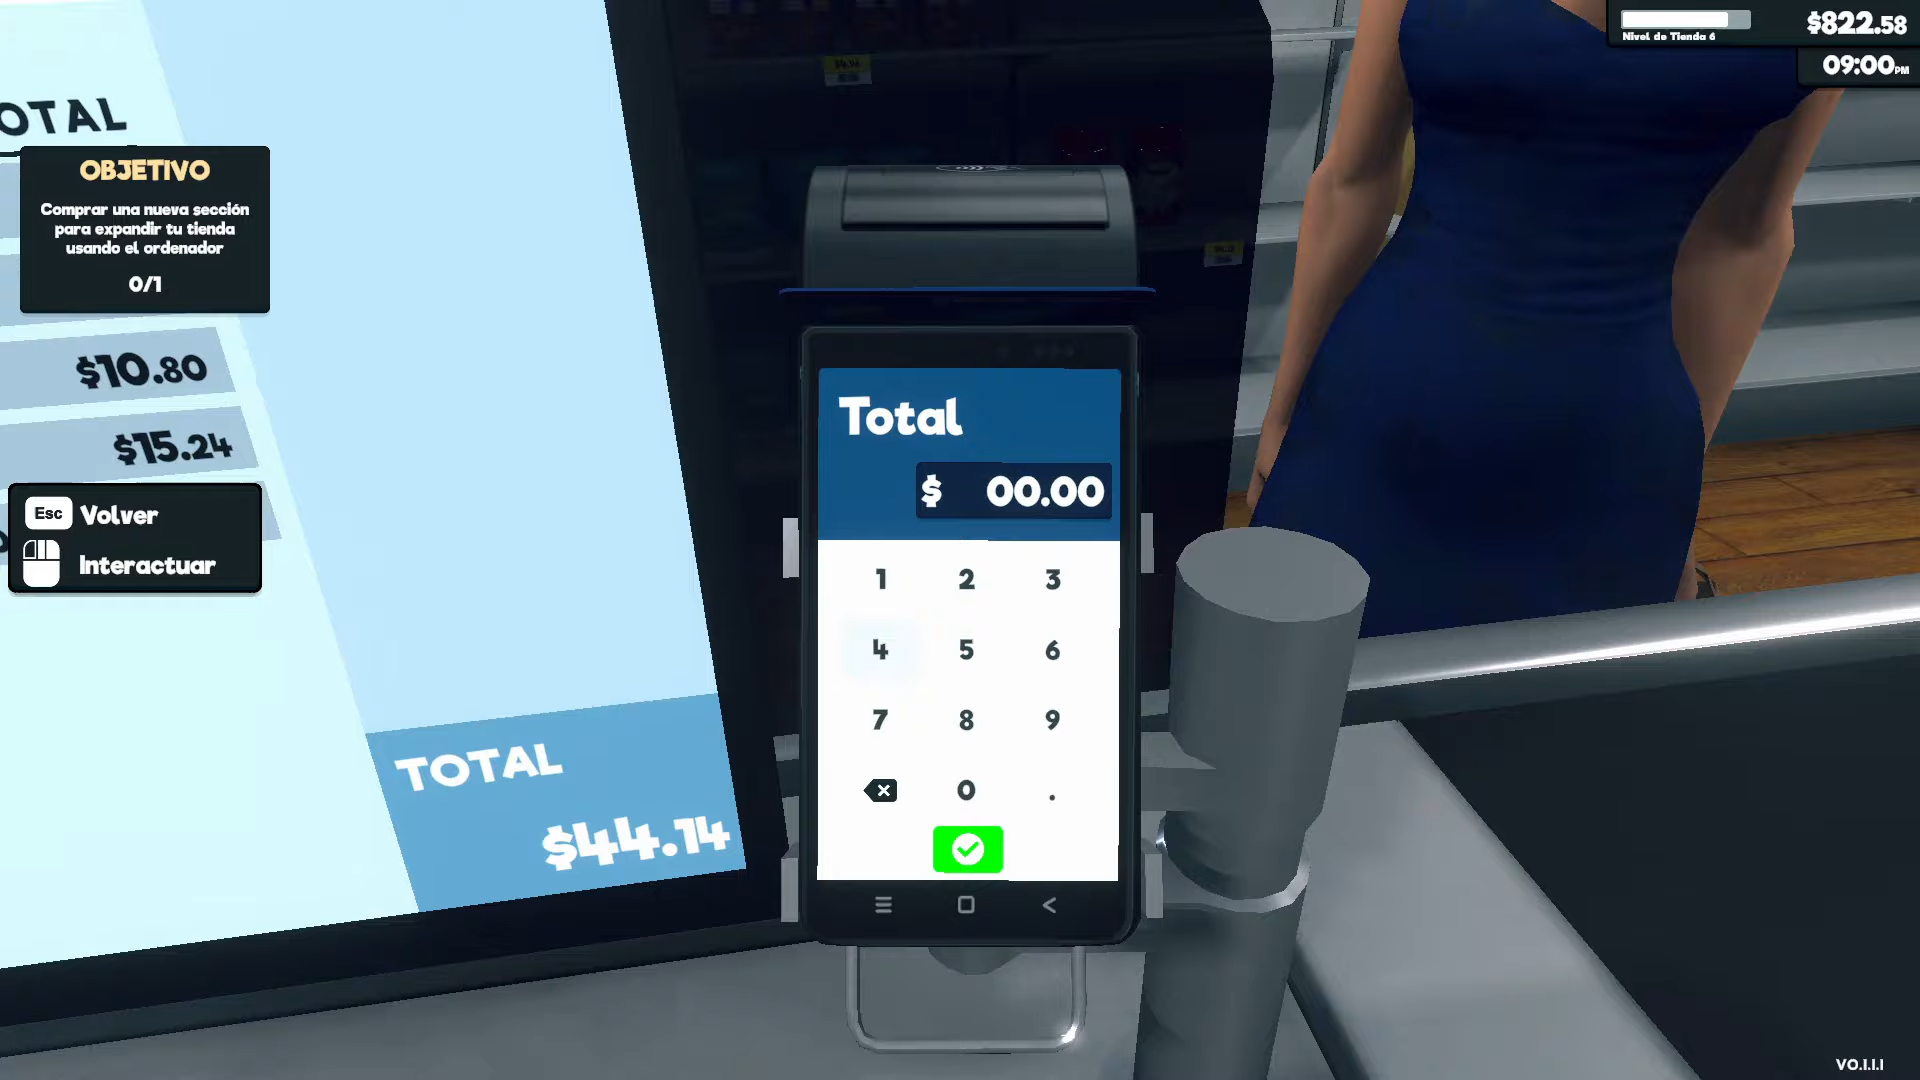 OTAL
OBJETIVO
Comprar una nueva sección
para expandir tu tienda
usando el ordenador
0/1
$10.80
$15.24
Esc Volver
Interactuar
TOTAL
$44.14
Total
$ 00.00
1 2 3
4 5 6
7 8 9
0 .
$822.58
Nivel de Tienda 6
09:00PM
V0.1.1.1